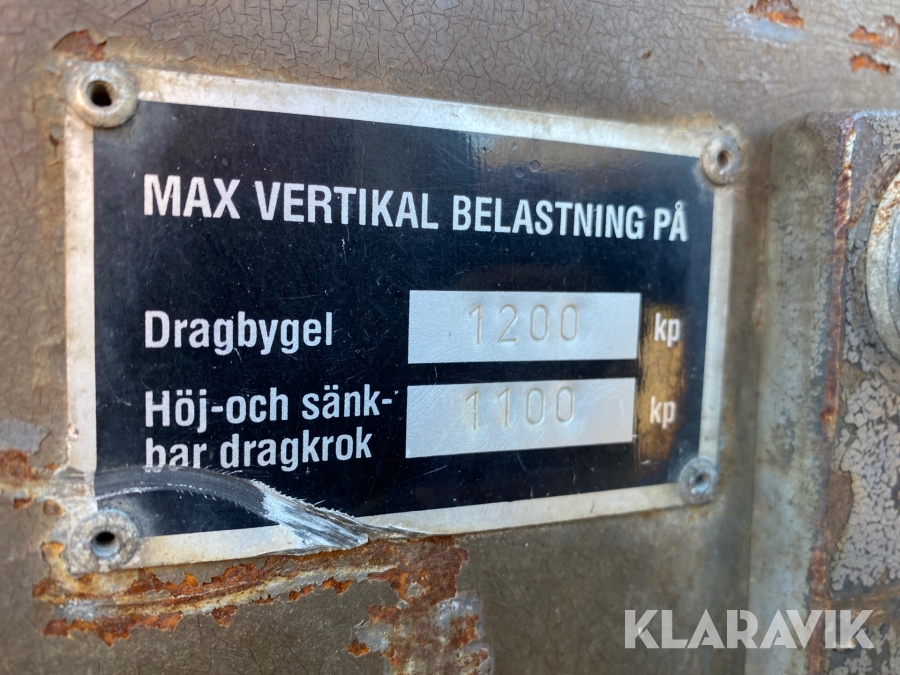 MAX VERTIKAL BELASTNING PÅ
Dragbygel 1200 kp
Höj-och sänk-
bar dragkrok 1100 kp
KLARAVIK